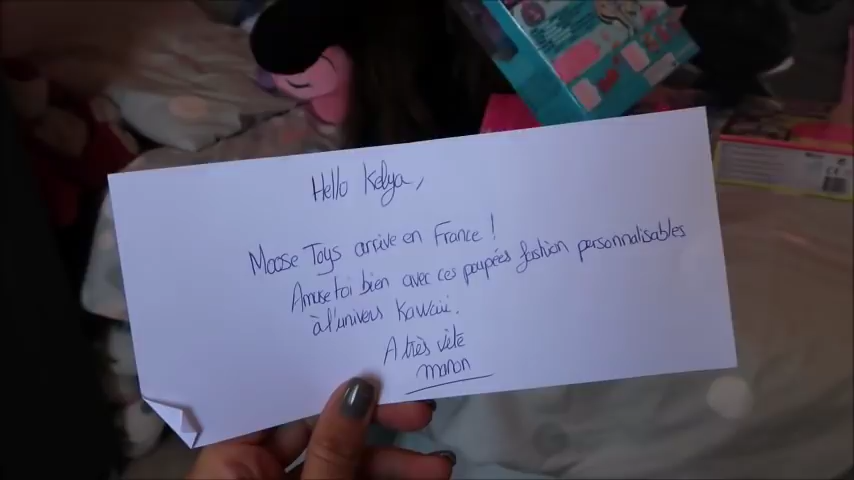 Hello Kelya,
Moose Toys arrive en France !
Amuse toi bien avec ces poupées fashion personnalisables
à l'univers Kawaii.
A très vite
manon